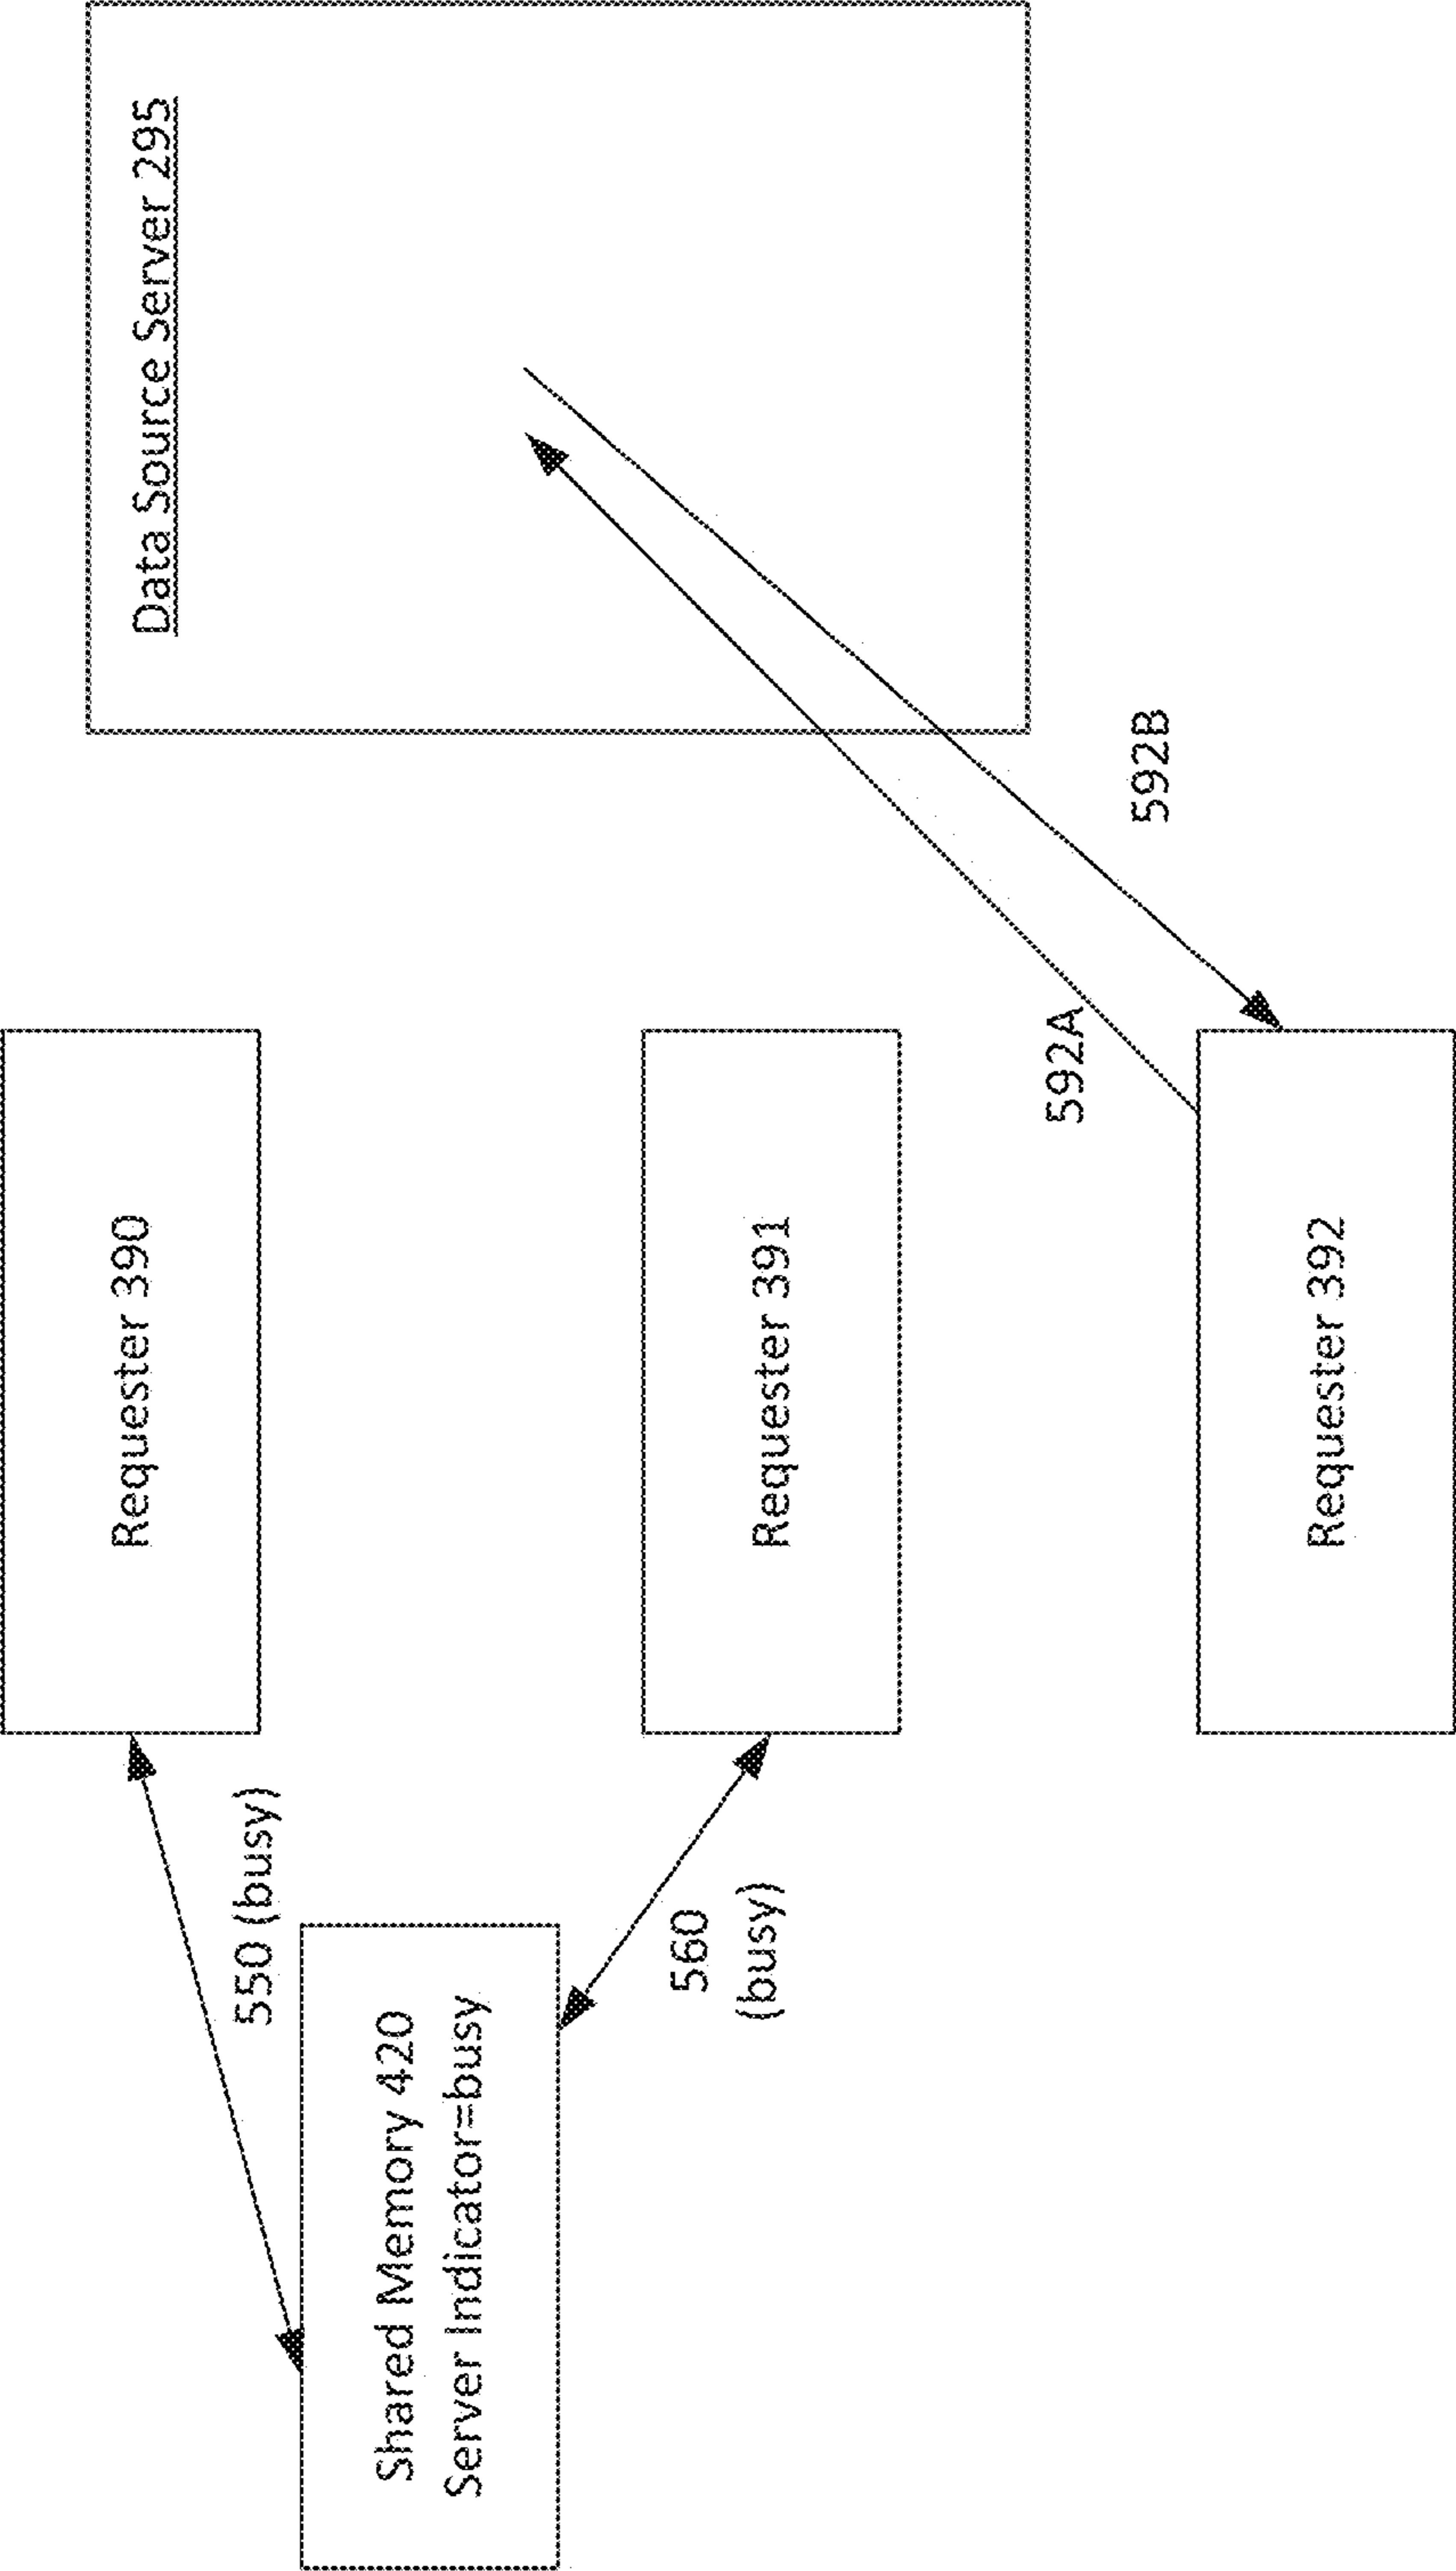 Data Source Server 295
Requester 390
Requester 391
Requester 392
592A
592B
550 (busy)
560
(busy)
Shared Memory 420
Server Indicator=busy